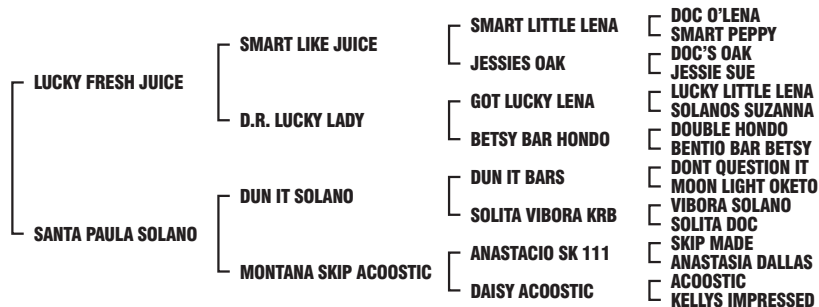 LUCKY FRESH JUICE
SANTA PAULA SOLANO
SMART LIKE JUICE
D.R. LUCKY LADY
DUN IT SOLANO
MONTANA SKIP ACOOSTIC
SMART LITTLE LENA
JESSIES OAK
GOT LUCKY LENA
BETSY BAR HONDO
DUN IT BARS
SOLITA VIBORA KRB
ANASTACIO SK 111
DAISY ACOOSTIC
DOC O’LENA
SMART PEPPY
DOC’S OAK
JESSIE SUE
LUCKY LITTLE LENA
SOLANOS SUZANNA
DOUBLE HONDO
BENTIO BAR BETSY
DONT QUESTION IT
MOON LIGHT OKETO
VIBORA SOLANO
SOLITA DOC
SKIP MADE
ANASTASIA DALLAS
ACOOSTIC
KELLYS IMPRESSED